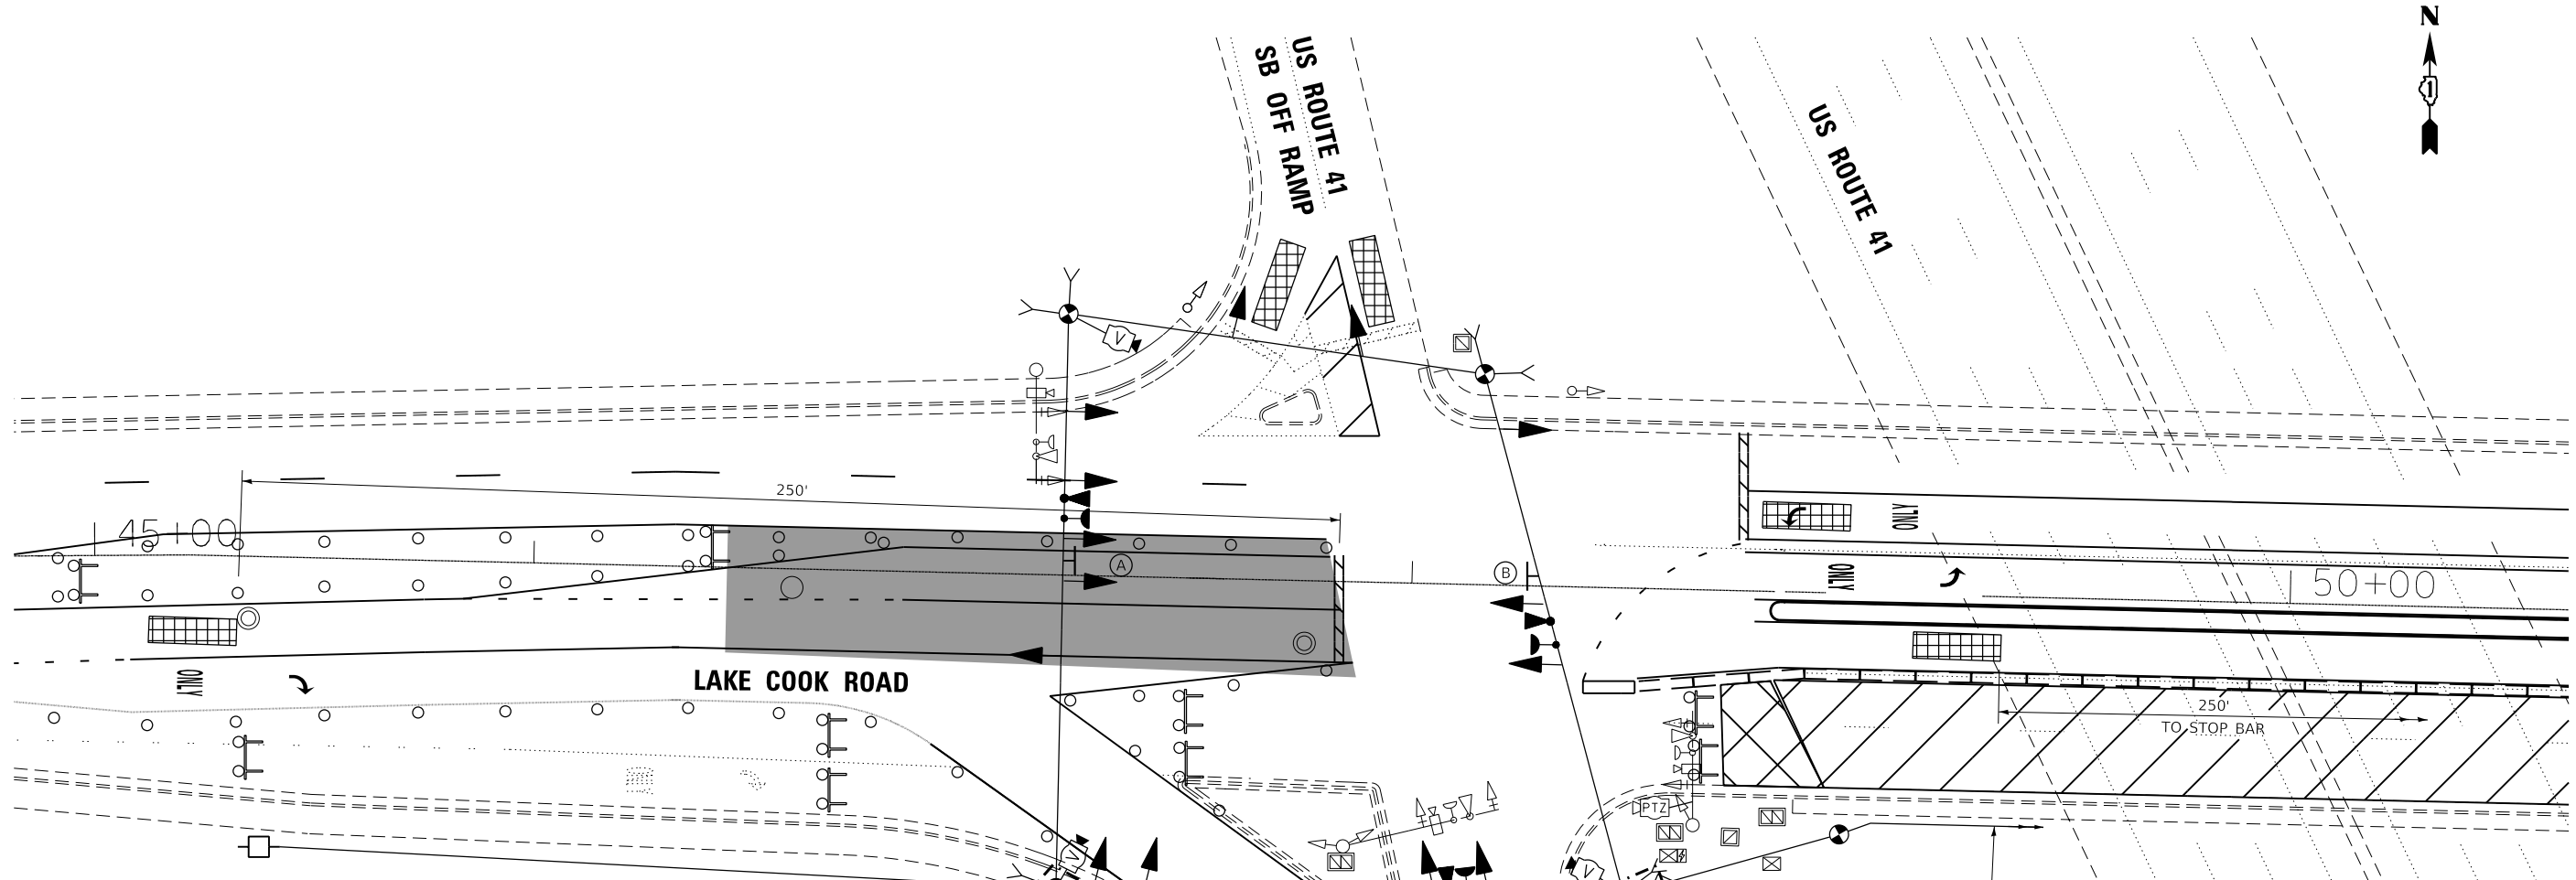 N
1
US ROUTE 41
SB OFF RAMP
US ROUTE 41
V
250'
45+00
ONLY
A
B
ONLY
50+00
ONLY
LAKE COOK ROAD
250'
TO STOP BAR
PTZ
V
V